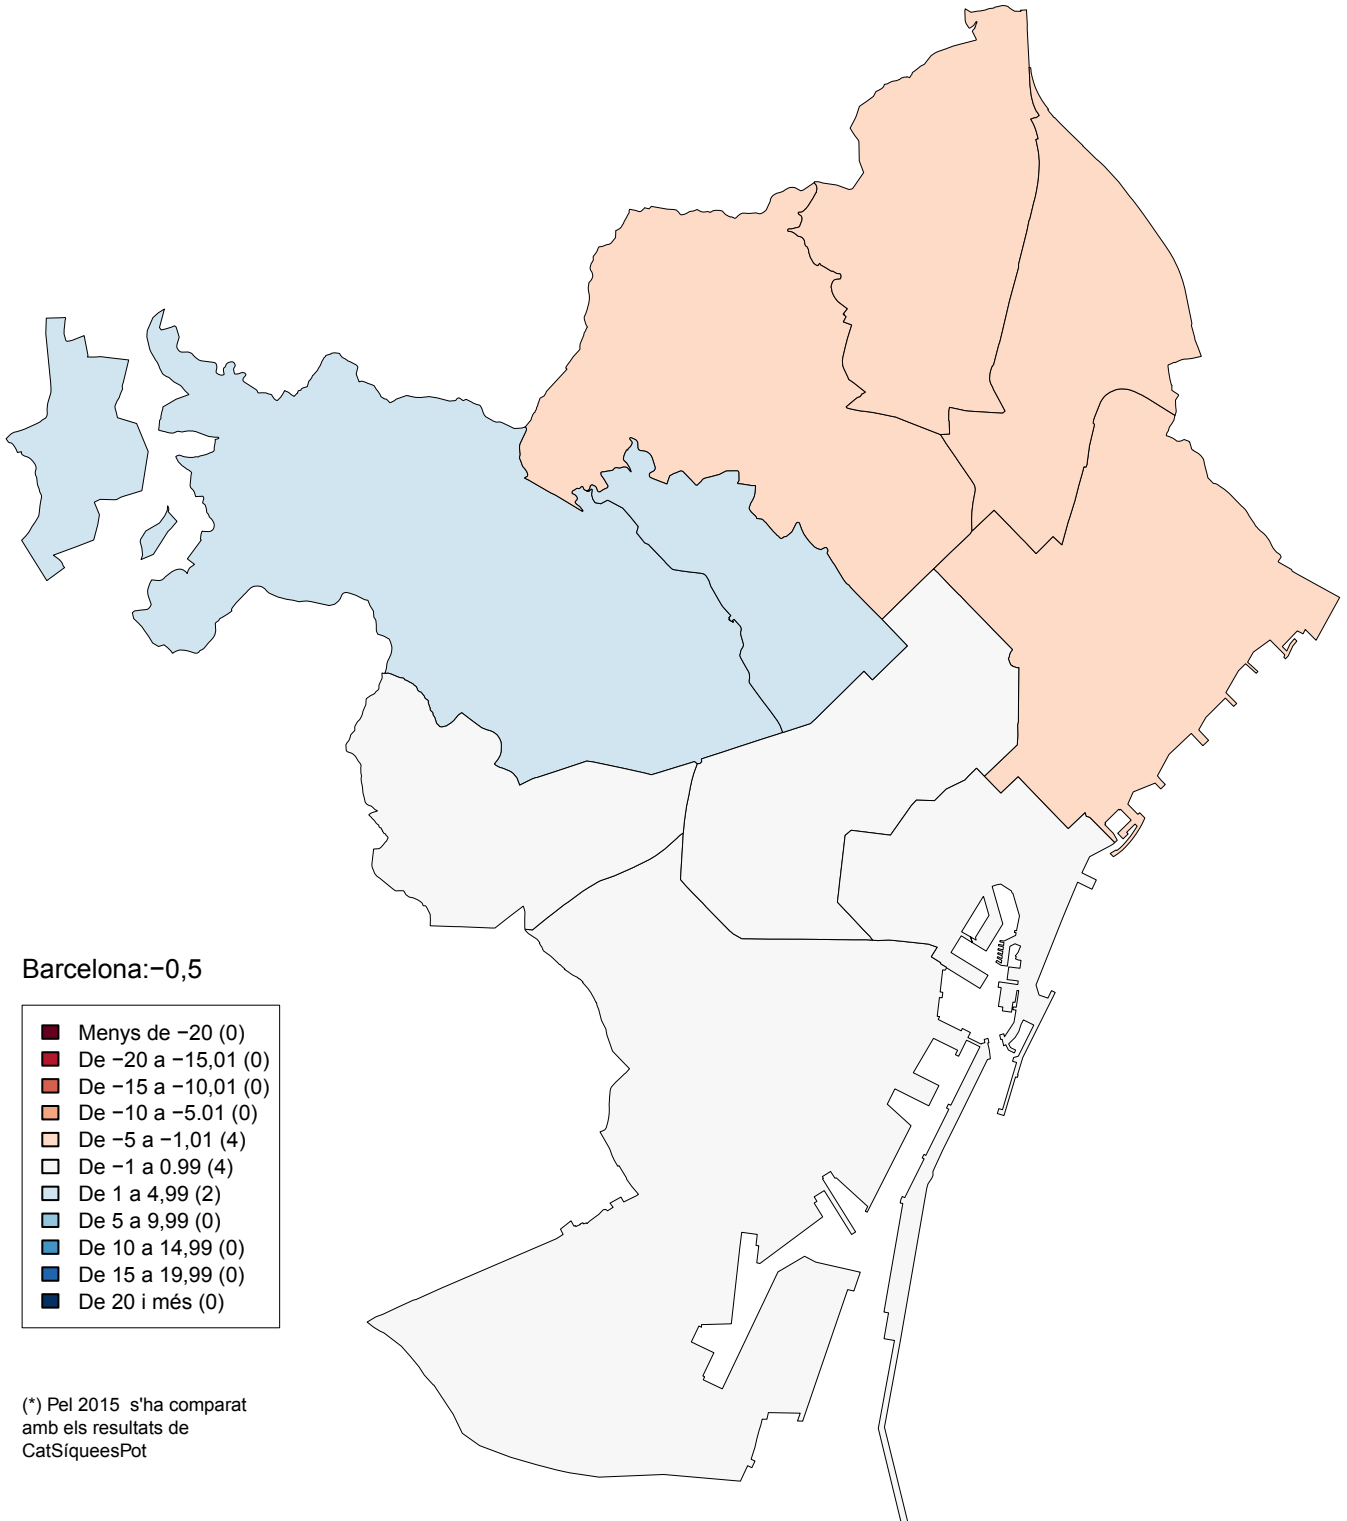 Barcelona:−0,5
Menys de −20 (0)
De −20 a −15,01 (0)
De −15 a −10,01 (0)
De −10 a −5.01 (0)
De −5 a −1,01 (4)
De −1 a 0.99 (4)
De 1 a 4,99 (2)
De 5 a 9,99 (0)
De 10 a 14,99 (0)
De 15 a 19,99 (0)
De 20 i més (0)
(*) Pel 2015 s'ha comparat
amb els resultats de
CatSíqueesPot